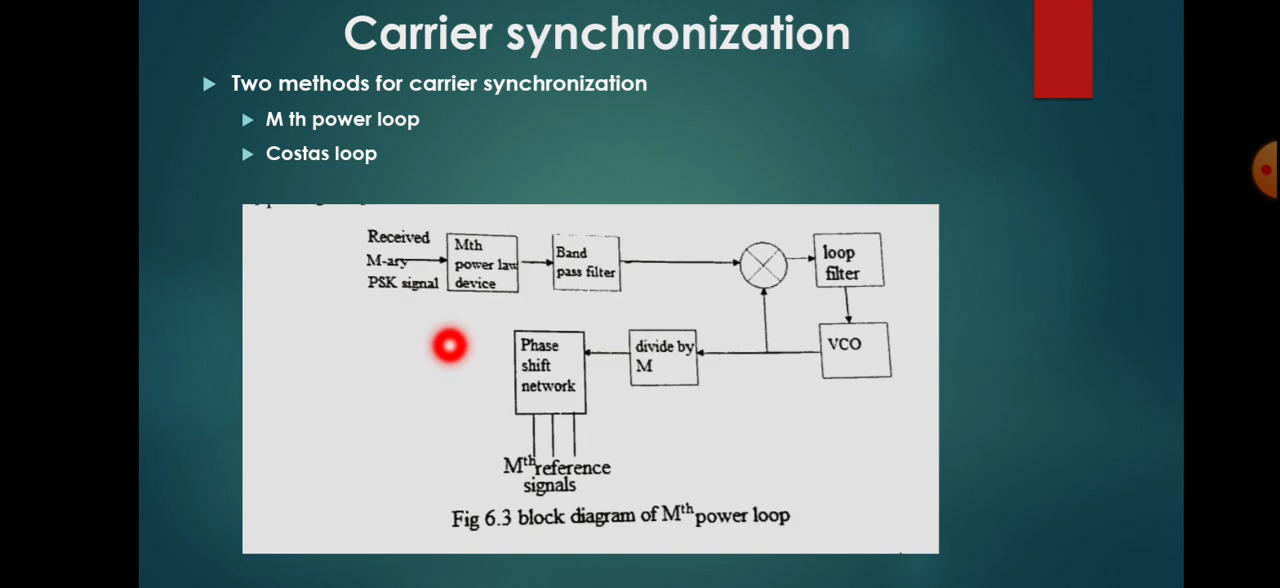 Carrier synchronization
Two methods for carrier synchronization
M th power loop
Costas loop
Received
M-ary
PSK signal
Mth
power law
device
Band
pass filter
loop
filter
Phase
shift
network
divide by
M
VCO
Mth reference
signals
Fig 6.3 block diagram of Mth power loop